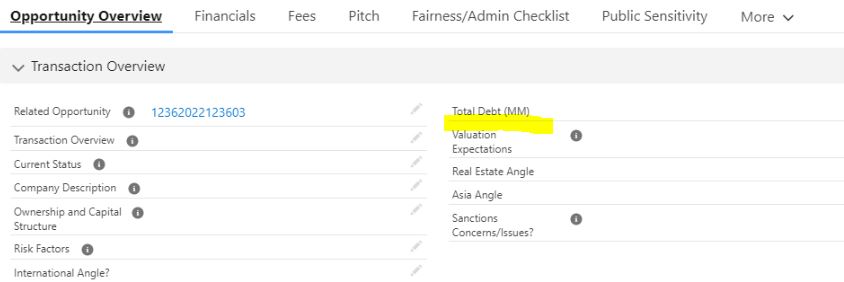 Opportunity Overview Financials Fees Pitch Fairness/Admin Checklist Public Sensitivity More
Transaction Overview
Related Opportunity 12362022123603
Transaction Overview
Current Status
Company Description
Ownership and Capital
Structure
Risk Factors
International Angle?
Total Debt (MM)
Valuation
Expectations
Real Estate Angle
Asia Angle
Sanctions
Concerns/Issues?